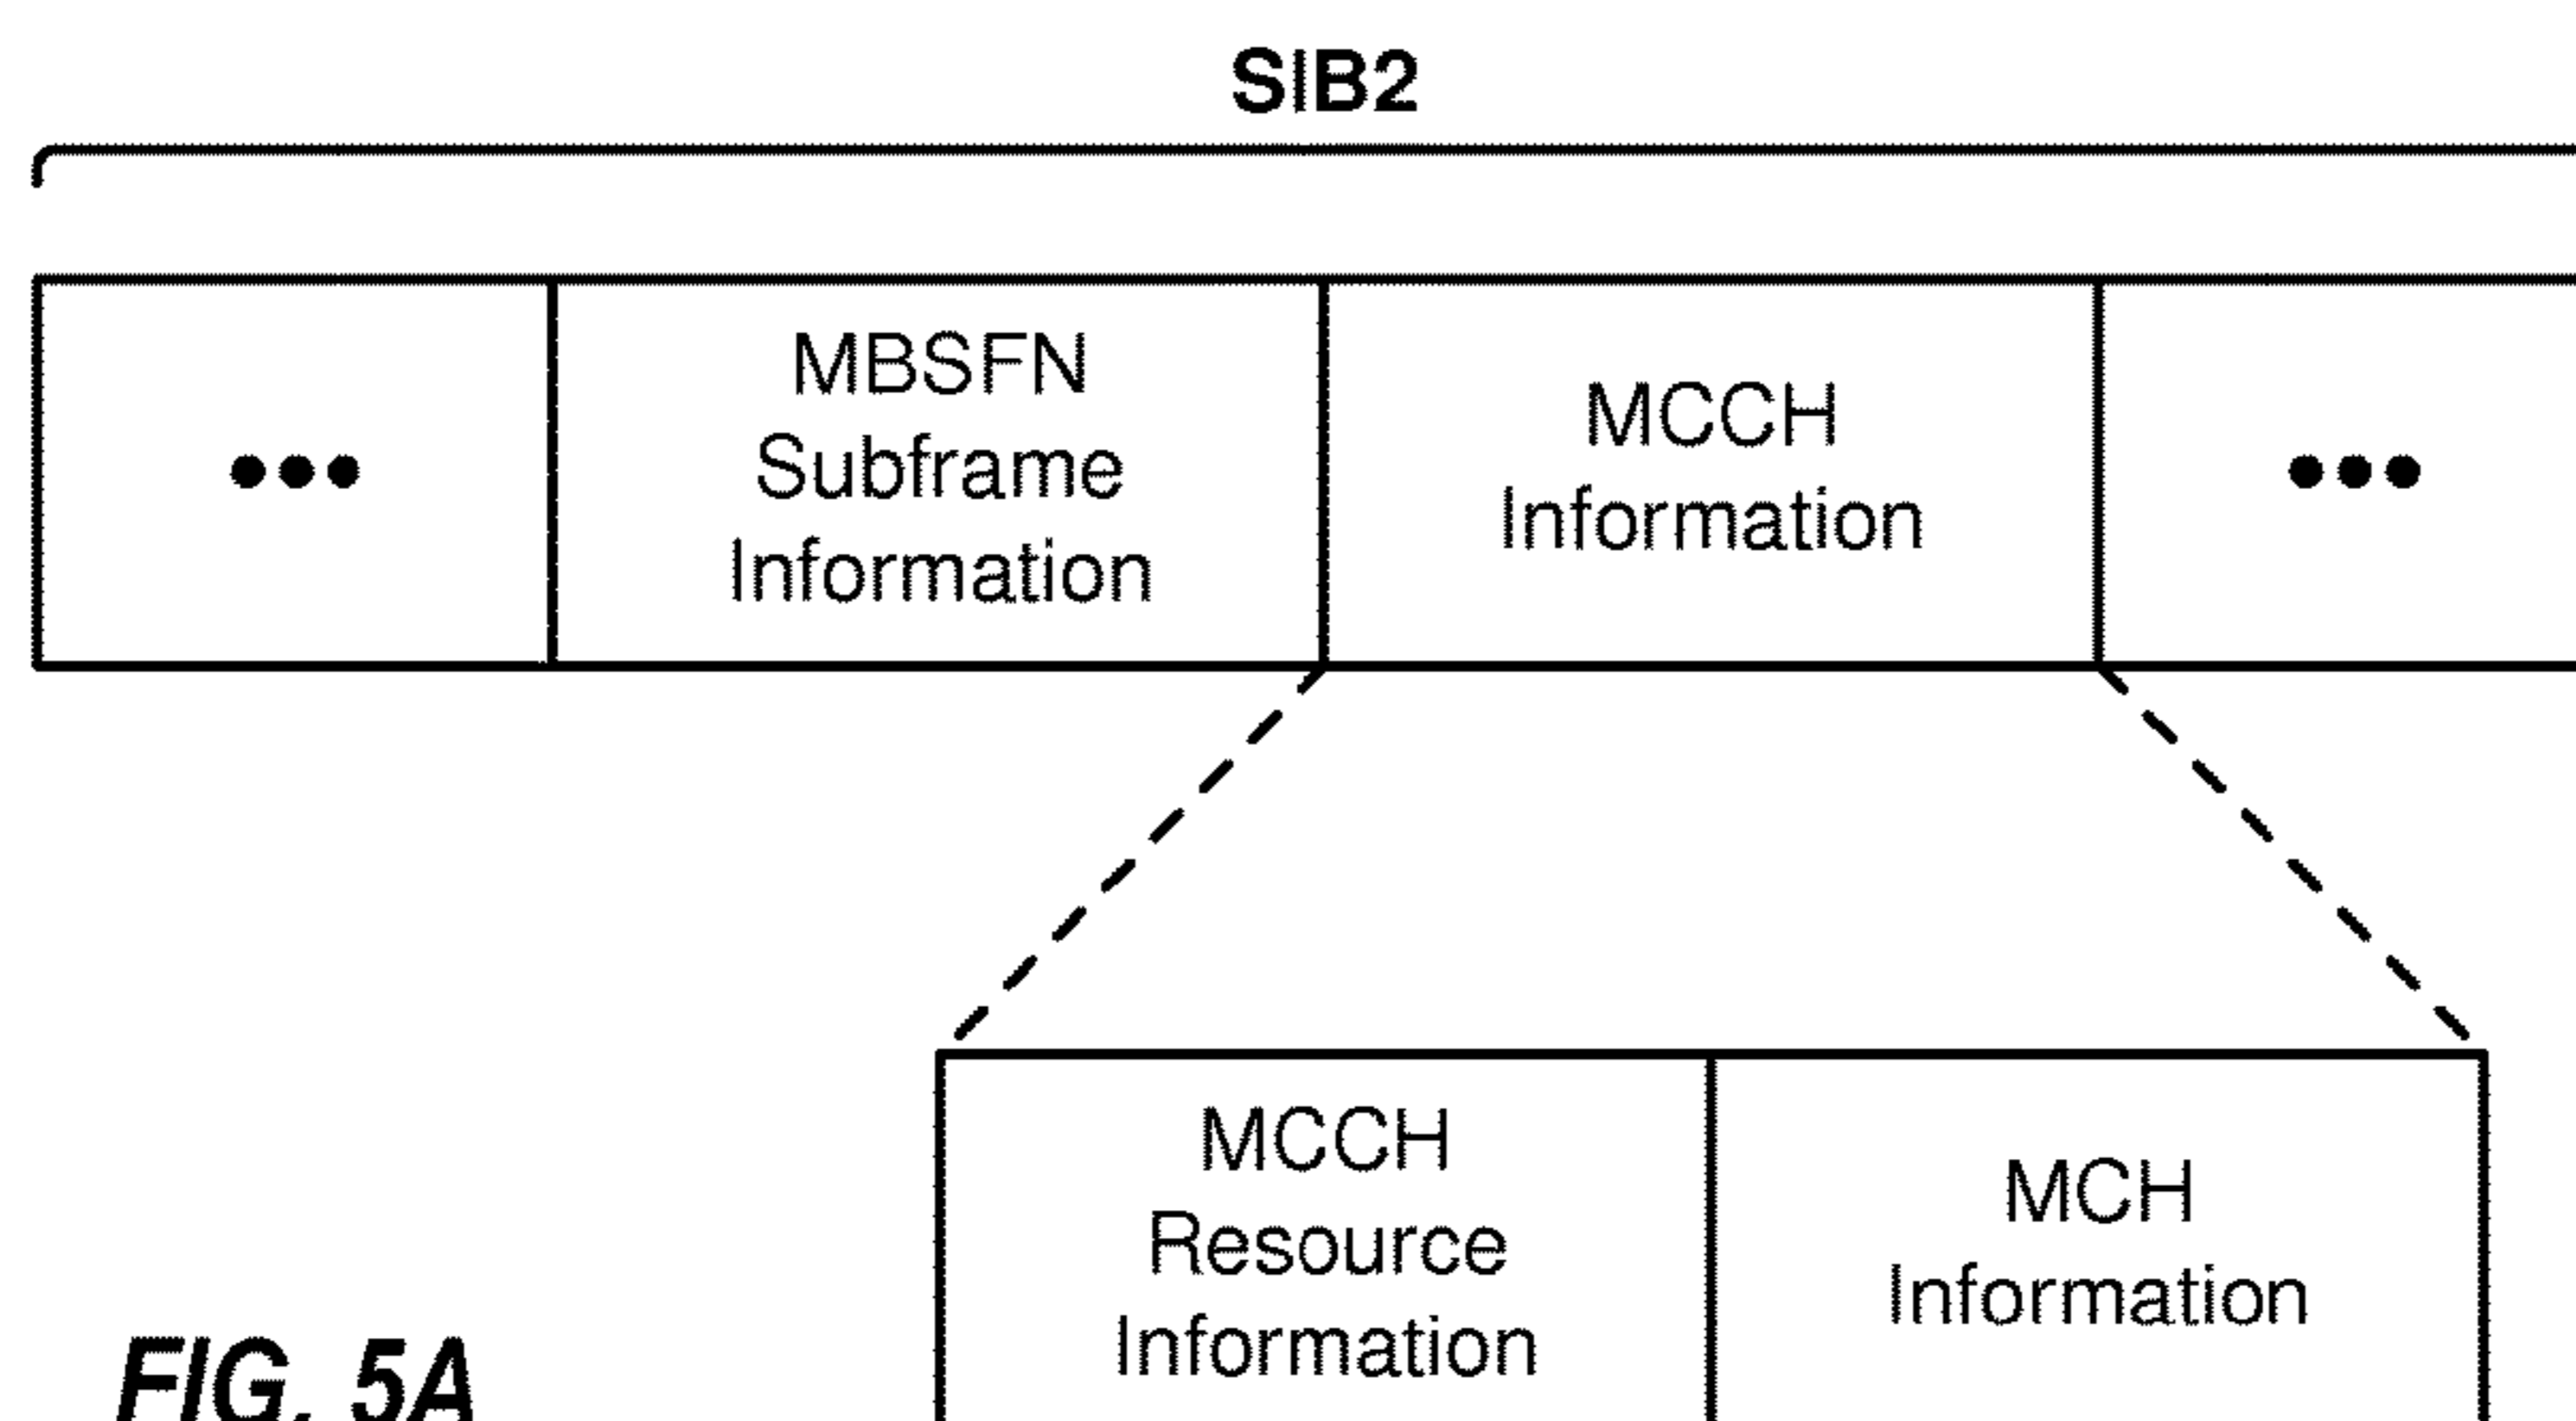 SIB2
•••
MBSFN
Subframe
Information
MCCH
Information
•••
MCCH
Resource
Information
MCH
Information
FIG. 5A